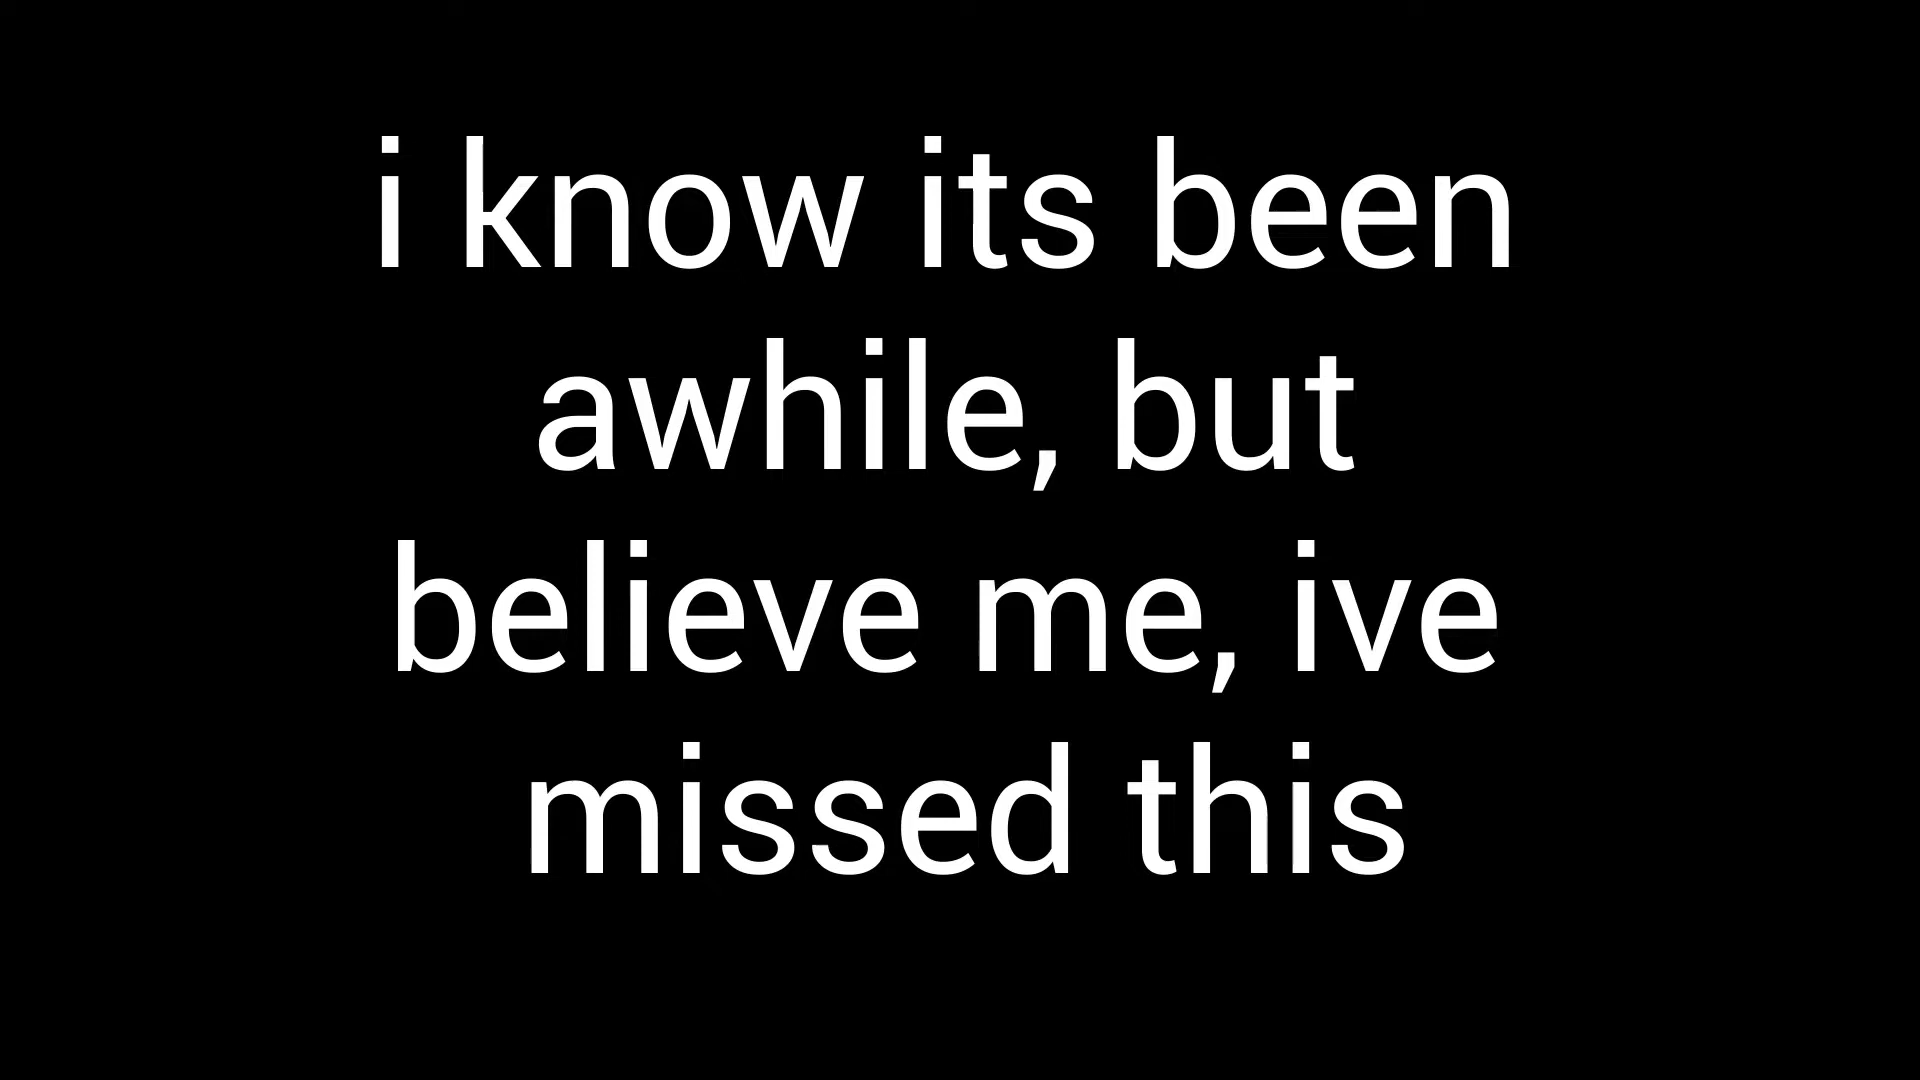 i know its been
awhile, but
believe me, ive
missed this